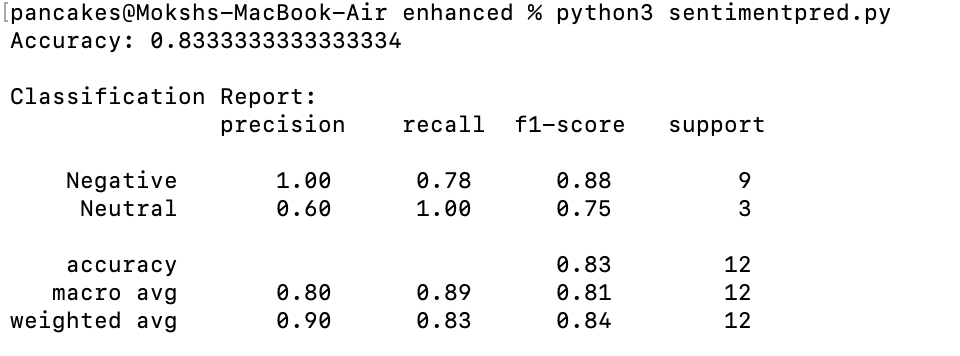 [pancakes@Mokshs-MacBook-Air enhanced % python3 sentimentpred.py
Accuracy: 0.8333333333333334
Classification Report:
precision recall f1-score support
Negative 1.00 0.78 0.88 9
Neutral 0.60 1.00 0.75 3
accuracy 0.83 12
macro avg 0.80 0.89 0.81 12
weighted avg 0.90 0.83 0.84 12